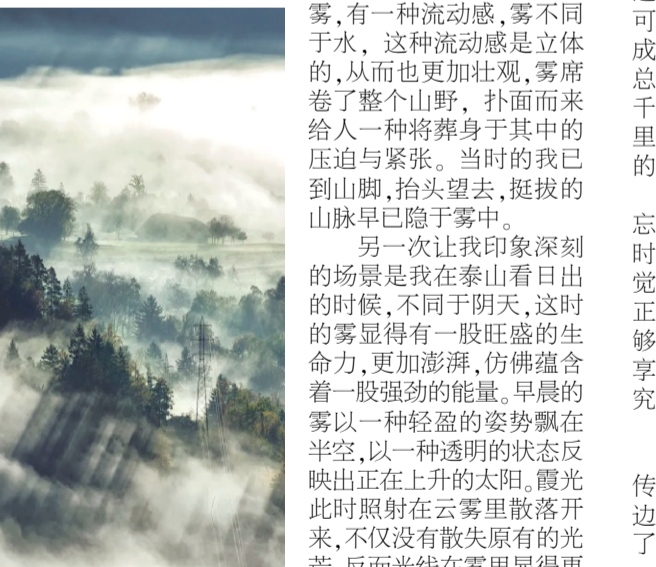 雾,有一种流动感,雾不同
于水，这种流动感是立体
的,从而也更加壮观,雾席
卷了整个山野，扑面而来
给人一种将葬身于其中的
压迫与紧张。当时的我已
到山脚,抬头望去,挺拔的
山脉早已隐于雾中。
另一次让我印象深刻
的场景是我在泰山看日出
的时候,不同于阴天,这时
的雾显得有一股旺盛的生
命力,更加澎湃,仿佛蕴含
着一股强劲的能量。早晨的
雾以一种轻盈的姿势飘在
半空,以一种透明的状态反
映出正在上升的太阳。霞光
此时照射在云雾里散落开
来,不仅没有散失原有的光
芒,反而光线在雾里显得更
可
成
总
千
里
的
忘
时
觉
正
够
享
究
传
边
了